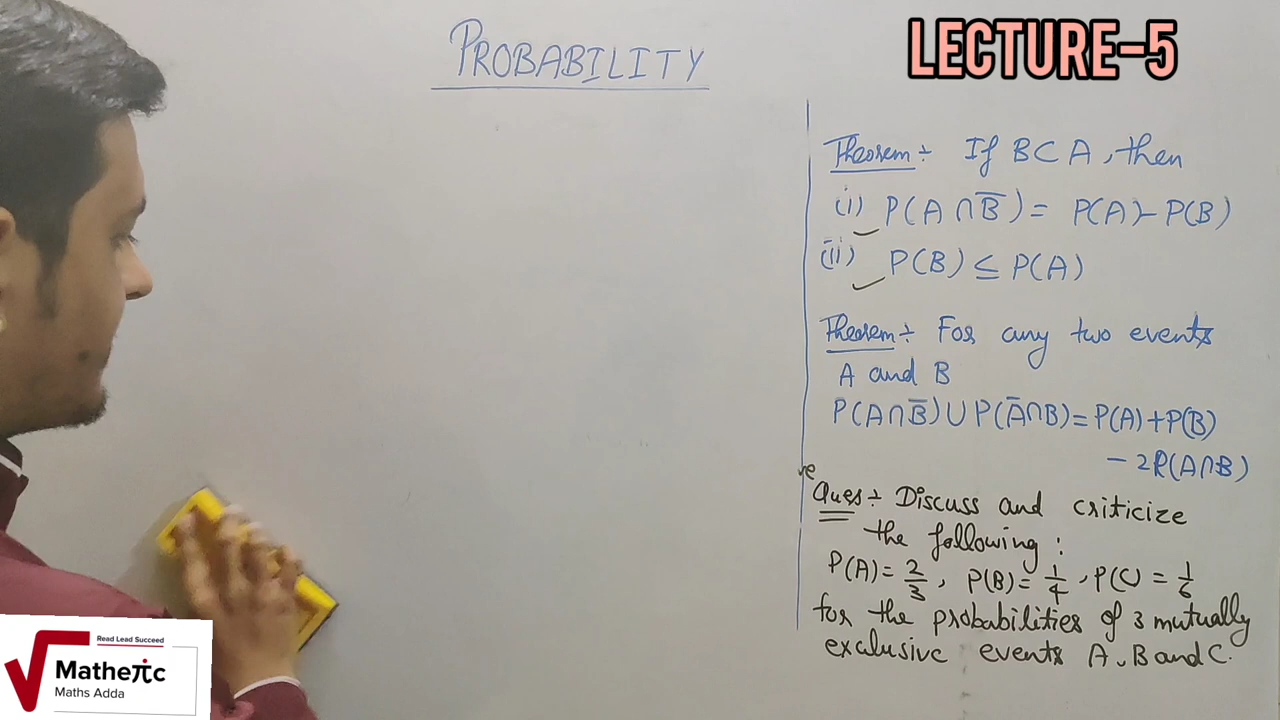 PROBABILITY
LECTURE-5
Theorem÷ If B⊂A, then
(i) P(A∩B̅) = P(A)-P(B)
(ii) P(B) ≤ P(A)
Theorem÷ For any two events
A and B
P(A∩B̅)∪P(A̅∩B)=P(A)+P(B)
-2P(A∩B)
re
Ques÷ Discuss and criticize
the following:
P(A)=2/3, P(B)=1/4, P(C)=1/6
for the probabilities of 3 mutually
exclusive events A, B and C.
Read Lead Succeed
Matheπc
Maths Adda